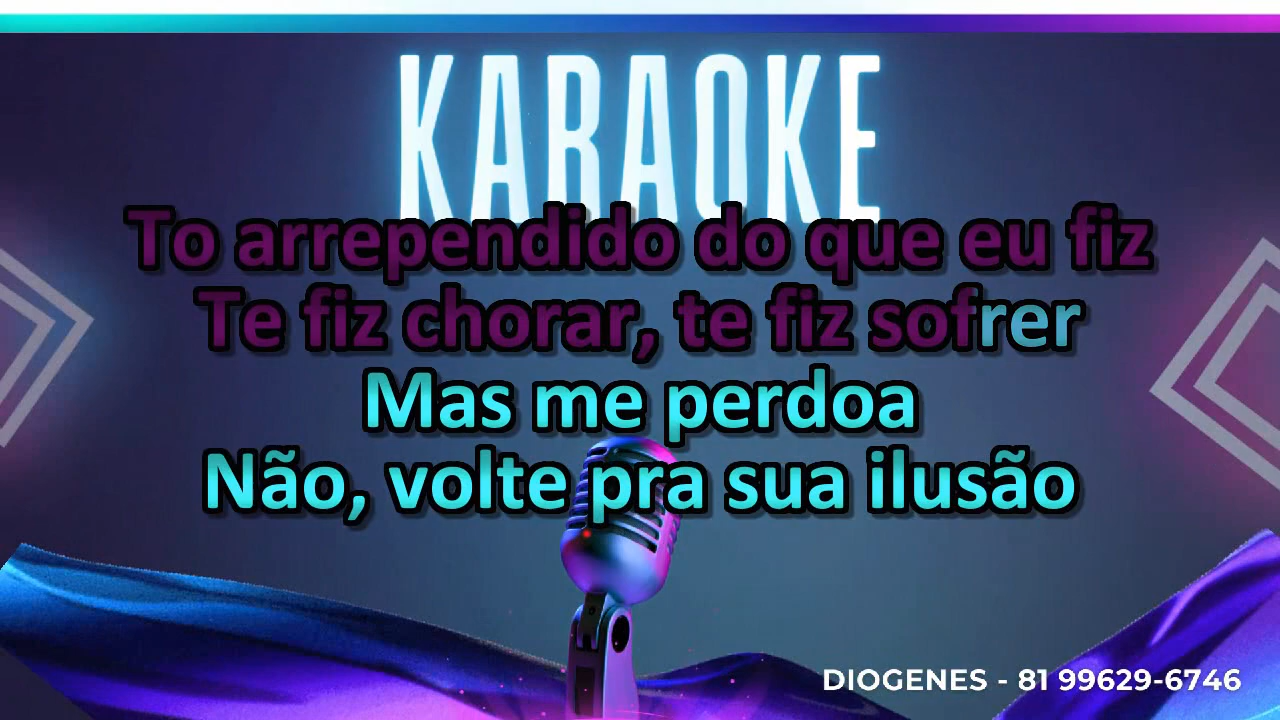 KARAOKE
To arrependido do que eu fiz
Te fiz chorar, te fiz sofrer
Mas me perdoa
Não, volte pra sua ilusão
DIOGENES - 81 99629-6746